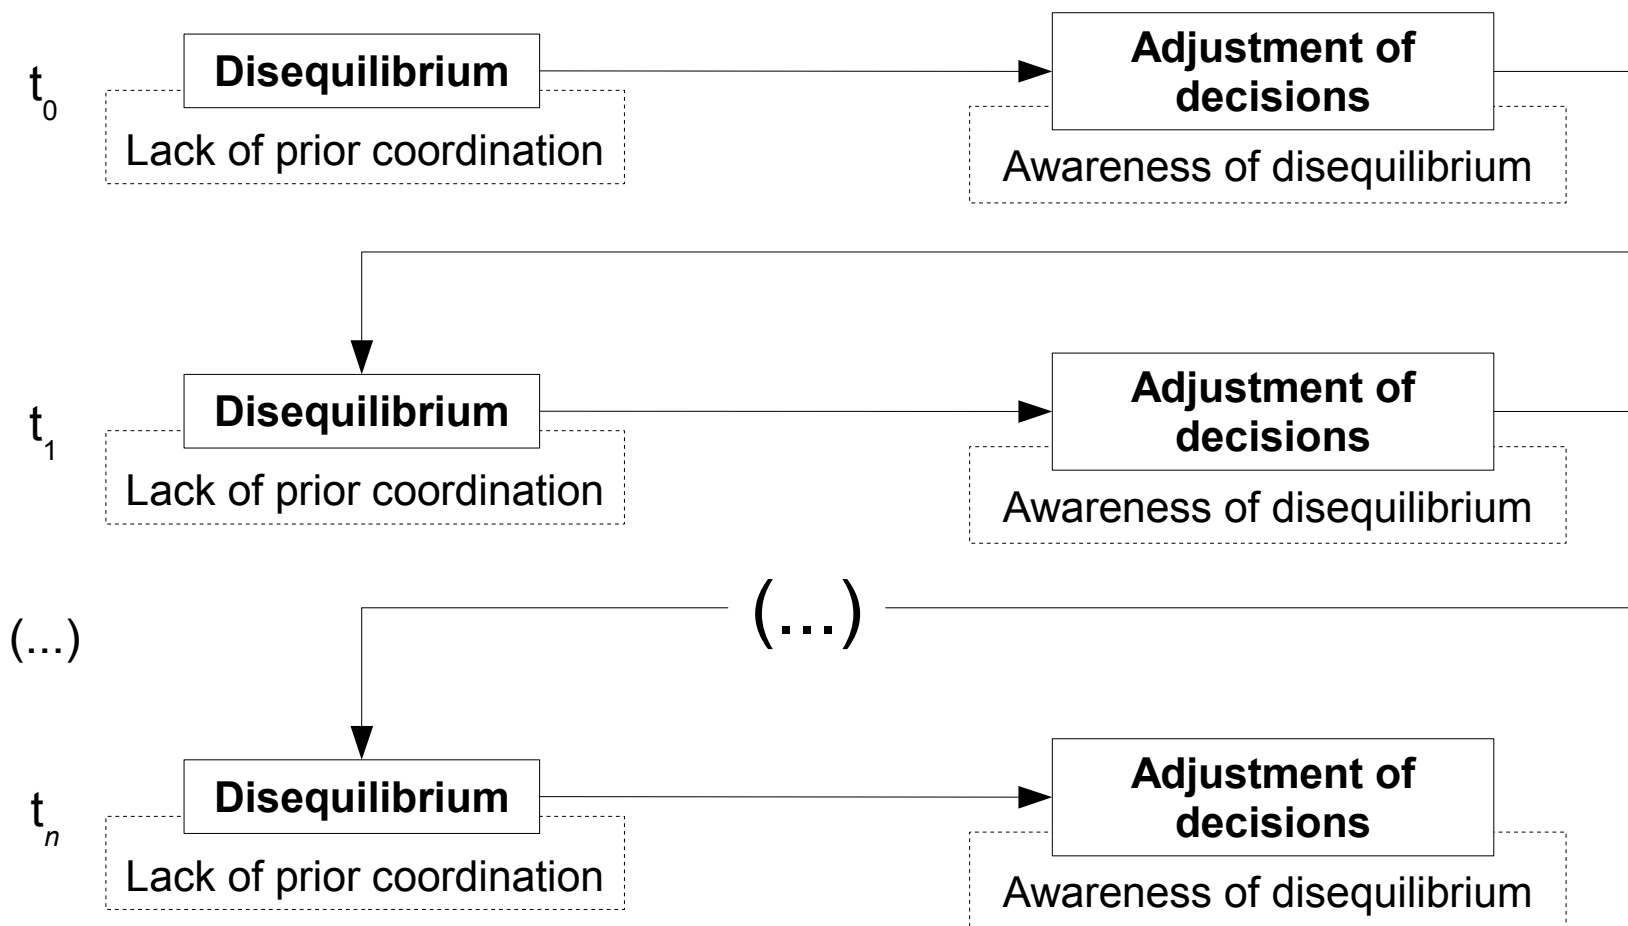 t0
Disequilibrium
Lack of prior coordination
Adjustment of
decisions
Awareness of disequilibrium
t1
Disequilibrium
Lack of prior coordination
Adjustment of
decisions
Awareness of disequilibrium
(...)
(...)
tn
Disequilibrium
Lack of prior coordination
Adjustment of
decisions
Awareness of disequilibrium